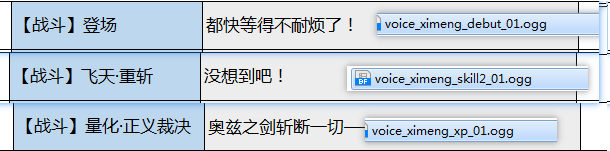 【战斗】登场 都快等得不耐烦了！ voice_ximeng_debut_01.ogg
【战斗】飞天·重斩 没想到吧！ voice_ximeng_skill2_01.ogg
【战斗】量化·正义裁决 奥兹之剑斩断一切── voice_ximeng_xp_01.ogg